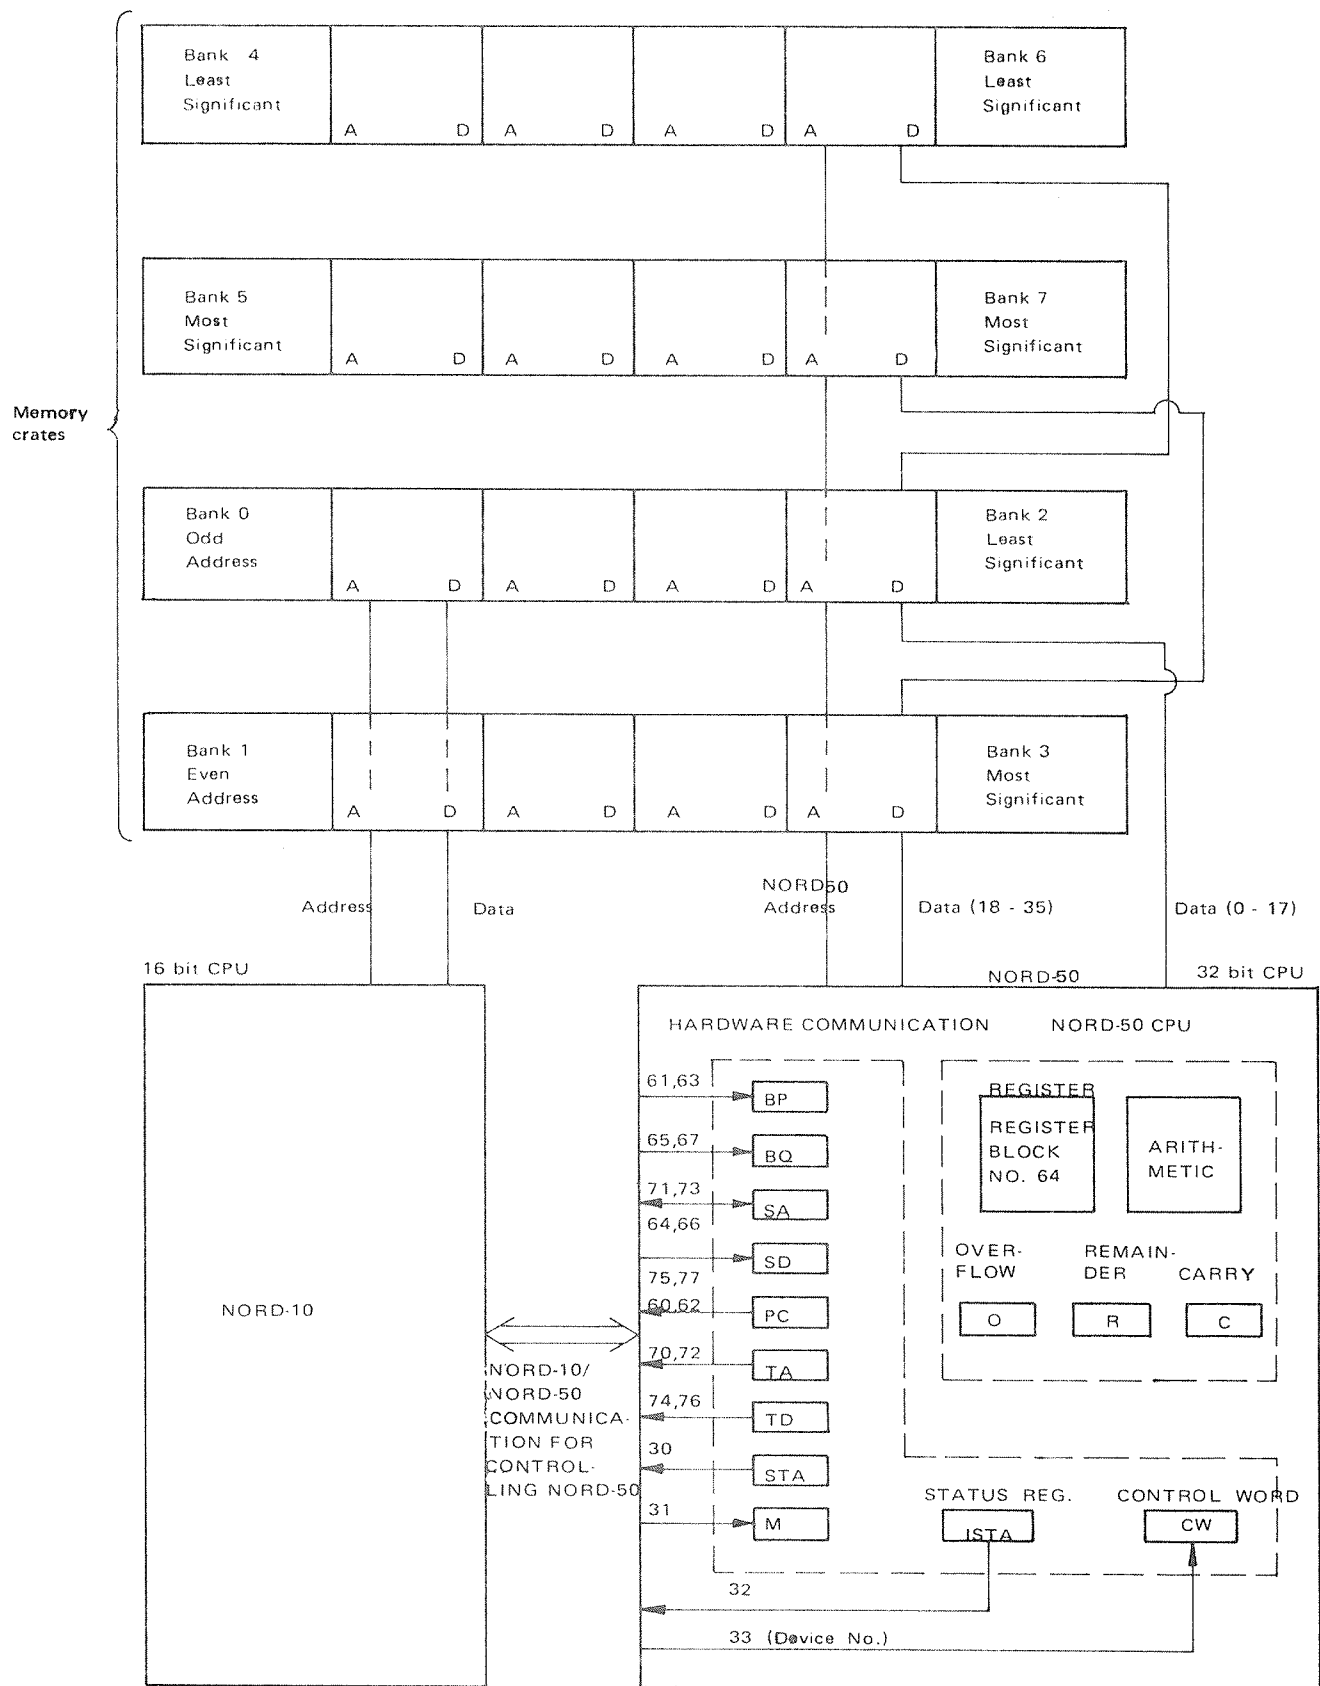 Bank 4
Least
Significant
A D A D A D A D
Bank 6
Least
Significant
Bank 5
Most
Significant
A D A D A D A D
Bank 7
Most
Significant
Memory
crates
Bank 0
Odd
Address
A D A D A D A D
Bank 2
Least
Significant
Bank 1
Even
Address
A D A D A D A D
Bank 3
Most
Significant
Address
Data
NORD50
Address
Data (18 - 35)
Data (0 - 17)
16 bit CPU
NORD-50
32 bit CPU
HARDWARE COMMUNICATION
NORD-50 CPU
61,63
BP
65,67
BQ
71,73
SA
64,66
SD
75,77
60,62
PC
70,72
TA
74,76
TD
30
STA
31
M
REGISTER
REGISTER
BLOCK
NO. 64
ARITH-
METIC
OVER-
FLOW
REMAIN-
DER
CARRY
O
R
C
NORD-10
NORD-10/
NORD-50
COMMUNICA-
TION FOR
CONTROL-
LING NORD-50
STATUS REG.
CONTROL WORD
ISTA
CW
32
33 (Device No.)